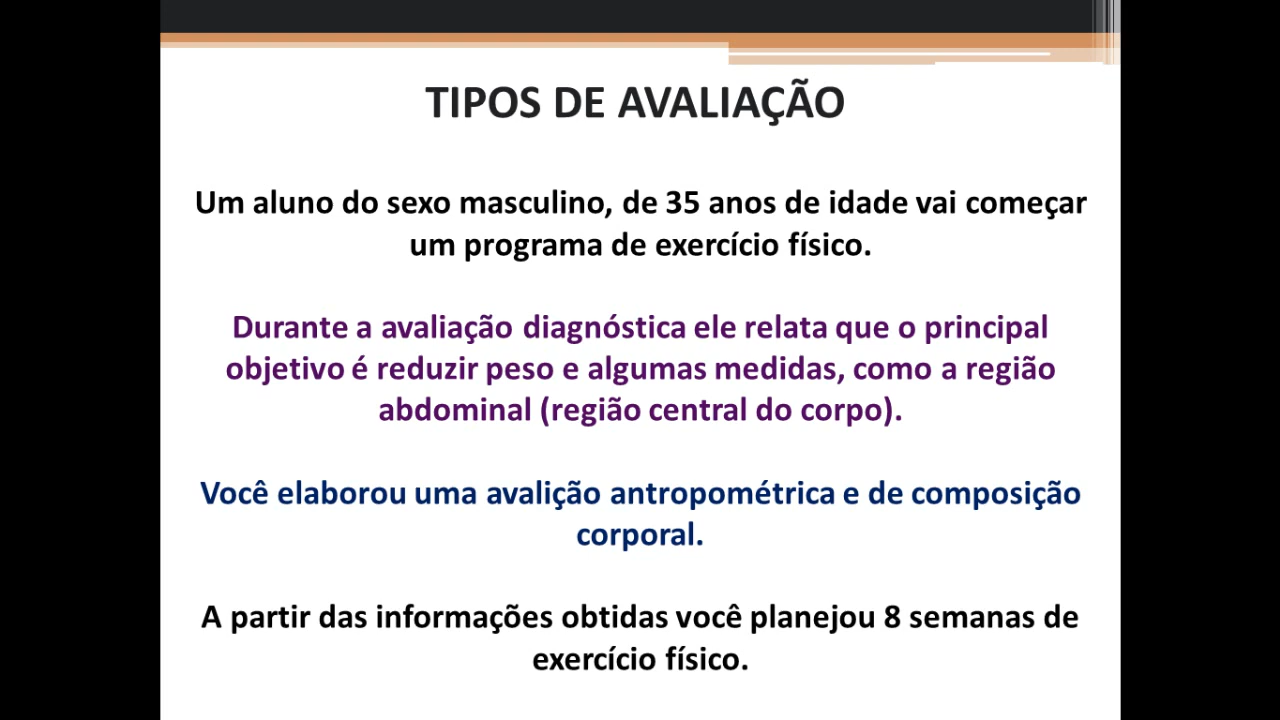 TIPOS DE AVALIAÇÃO
Um aluno do sexo masculino, de 35 anos de idade vai começar
um programa de exercício físico.
Durante a avaliação diagnóstica ele relata que o principal
objetivo é reduzir peso e algumas medidas, como a região
abdominal (região central do corpo).
Você elaborou uma avalição antropométrica e de composição
corporal.
A partir das informações obtidas você planejou 8 semanas de
exercício físico.